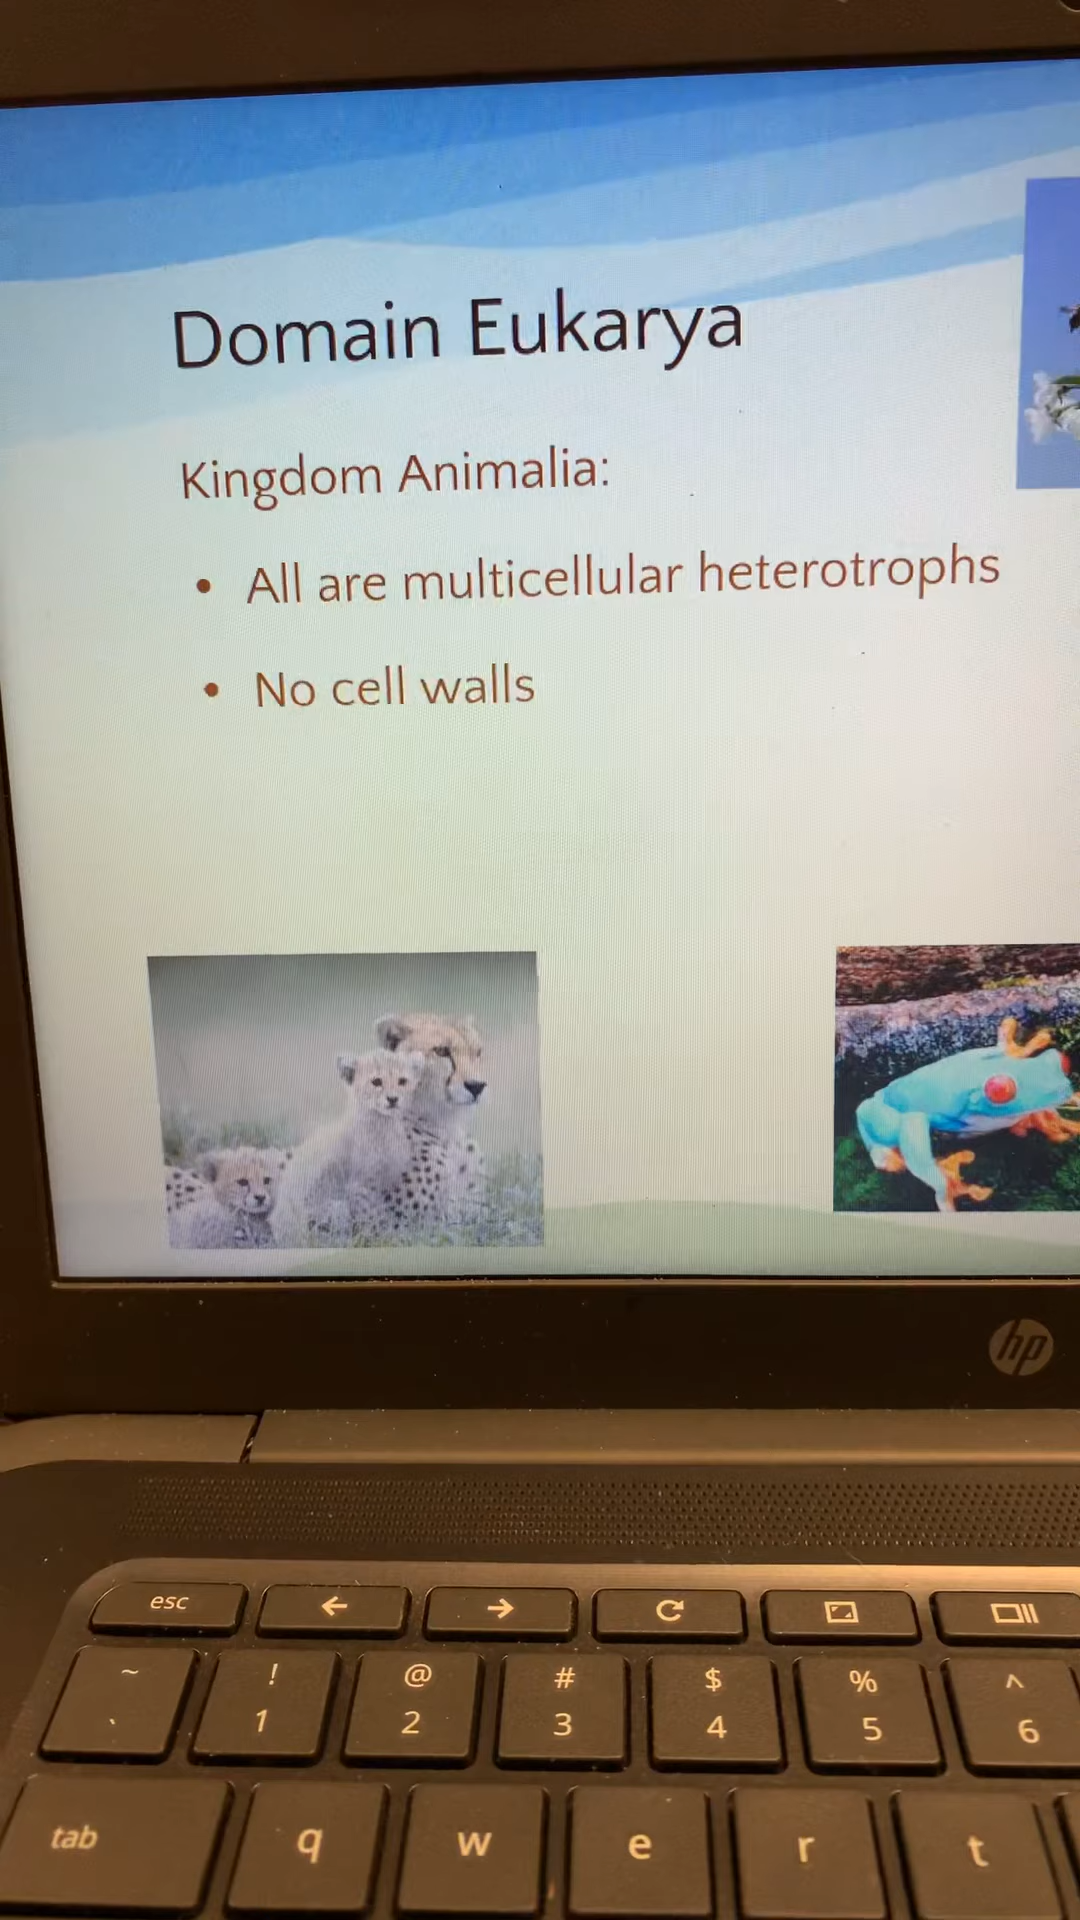 Domain Eukarya
Kingdom Animalia:
• All are multicellular heterotrophs
• No cell walls
hp
esc ← →
~ ! @ # $ % ^
` 1 2 3 4 5 6
tab q w e r t